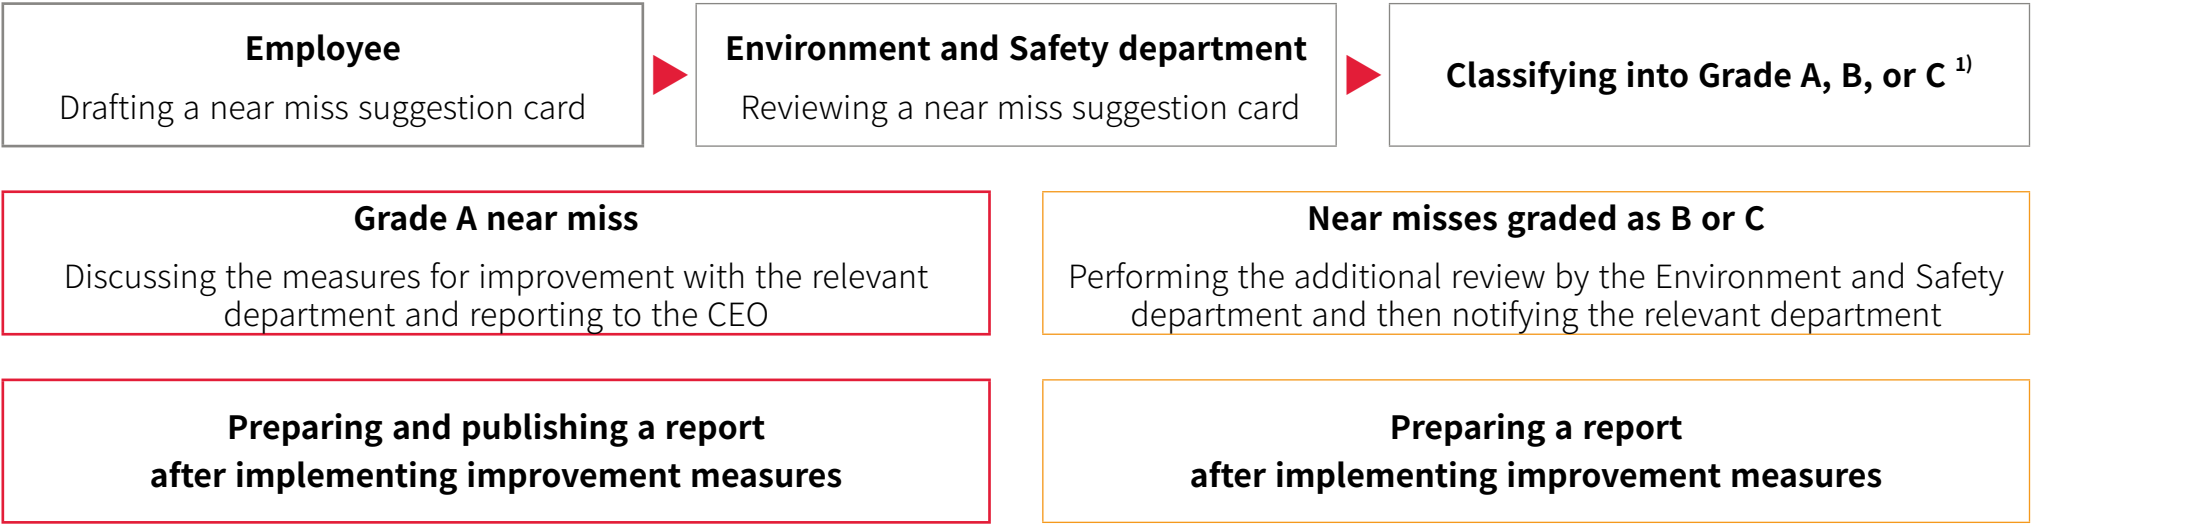 Employee
Drafting a near miss suggestion card
Environment and Safety department
Reviewing a near miss suggestion card
Classifying into Grade A, B, or C 1)
Grade A near miss
Discussing the measures for improvement with the relevant
department and reporting to the CEO
Near misses graded as B or C
Performing the additional review by the Environment and Safety
department and then notifying the relevant department
Preparing and publishing a report
after implementing improvement measures
Preparing a report
after implementing improvement measures